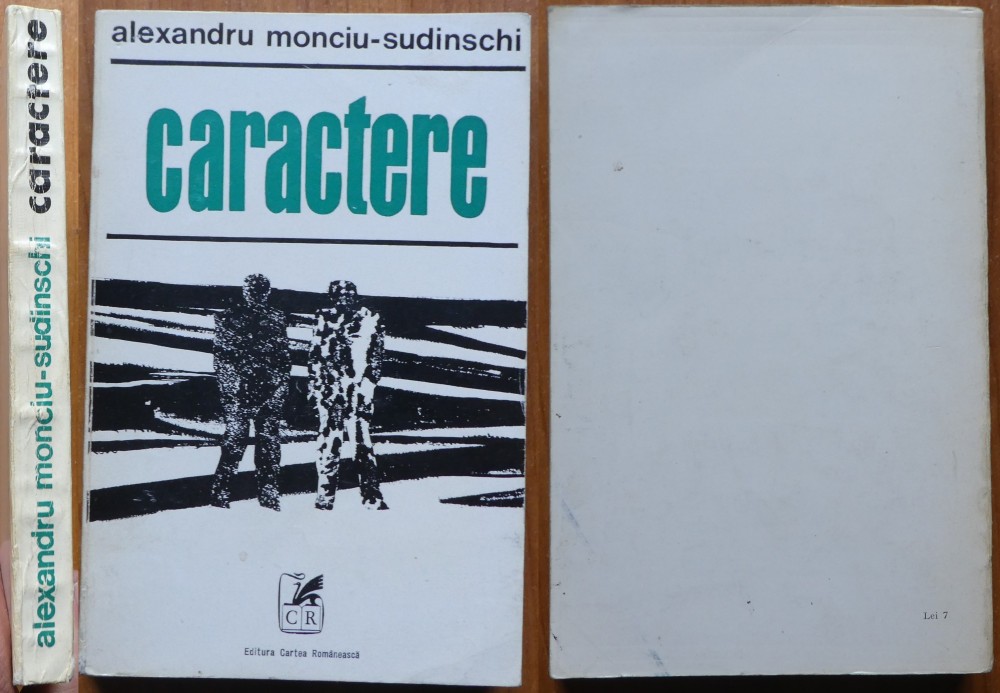 alexandru monciu-sudinschi caractere
alexandru monciu-sudinschi
caractere
CR
Editura Cartea Românească
Lei 7